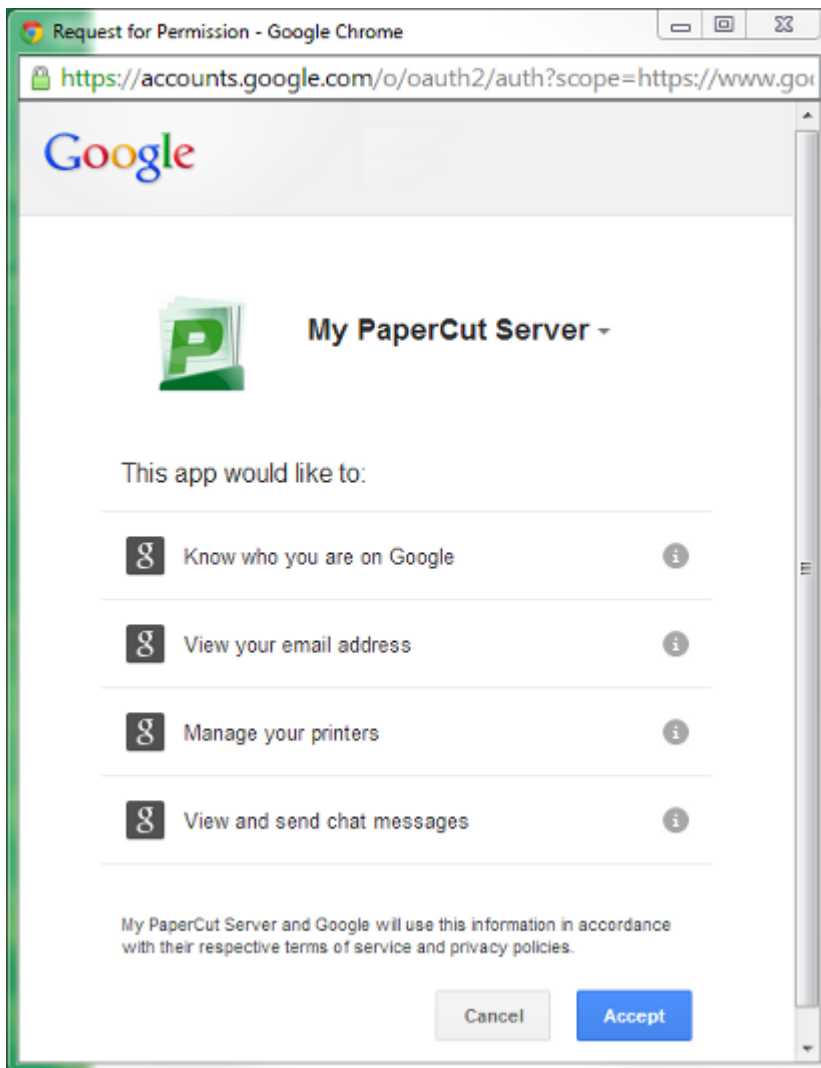 Request for Permission - Google Chrome
https://accounts.google.com/o/oauth2/auth?scope=https://www.goo
Google
P
My PaperCut Server
This app would like to:
g Know who you are on Google i
g View your email address i
g Manage your printers i
g View and send chat messages i
My PaperCut Server and Google will use this information in accordance
with their respective terms of service and privacy policies.
Cancel Accept